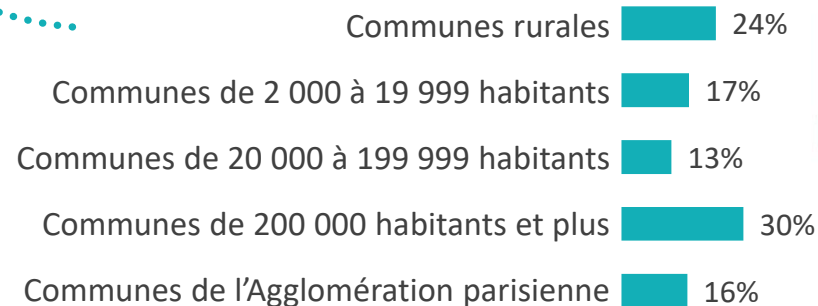 Communes rurales 24%
Communes de 2 000 à 19 999 habitants 17%
Communes de 20 000 à 199 999 habitants 13%
Communes de 200 000 habitants et plus 30%
Communes de l'Agglomération parisienne 16%